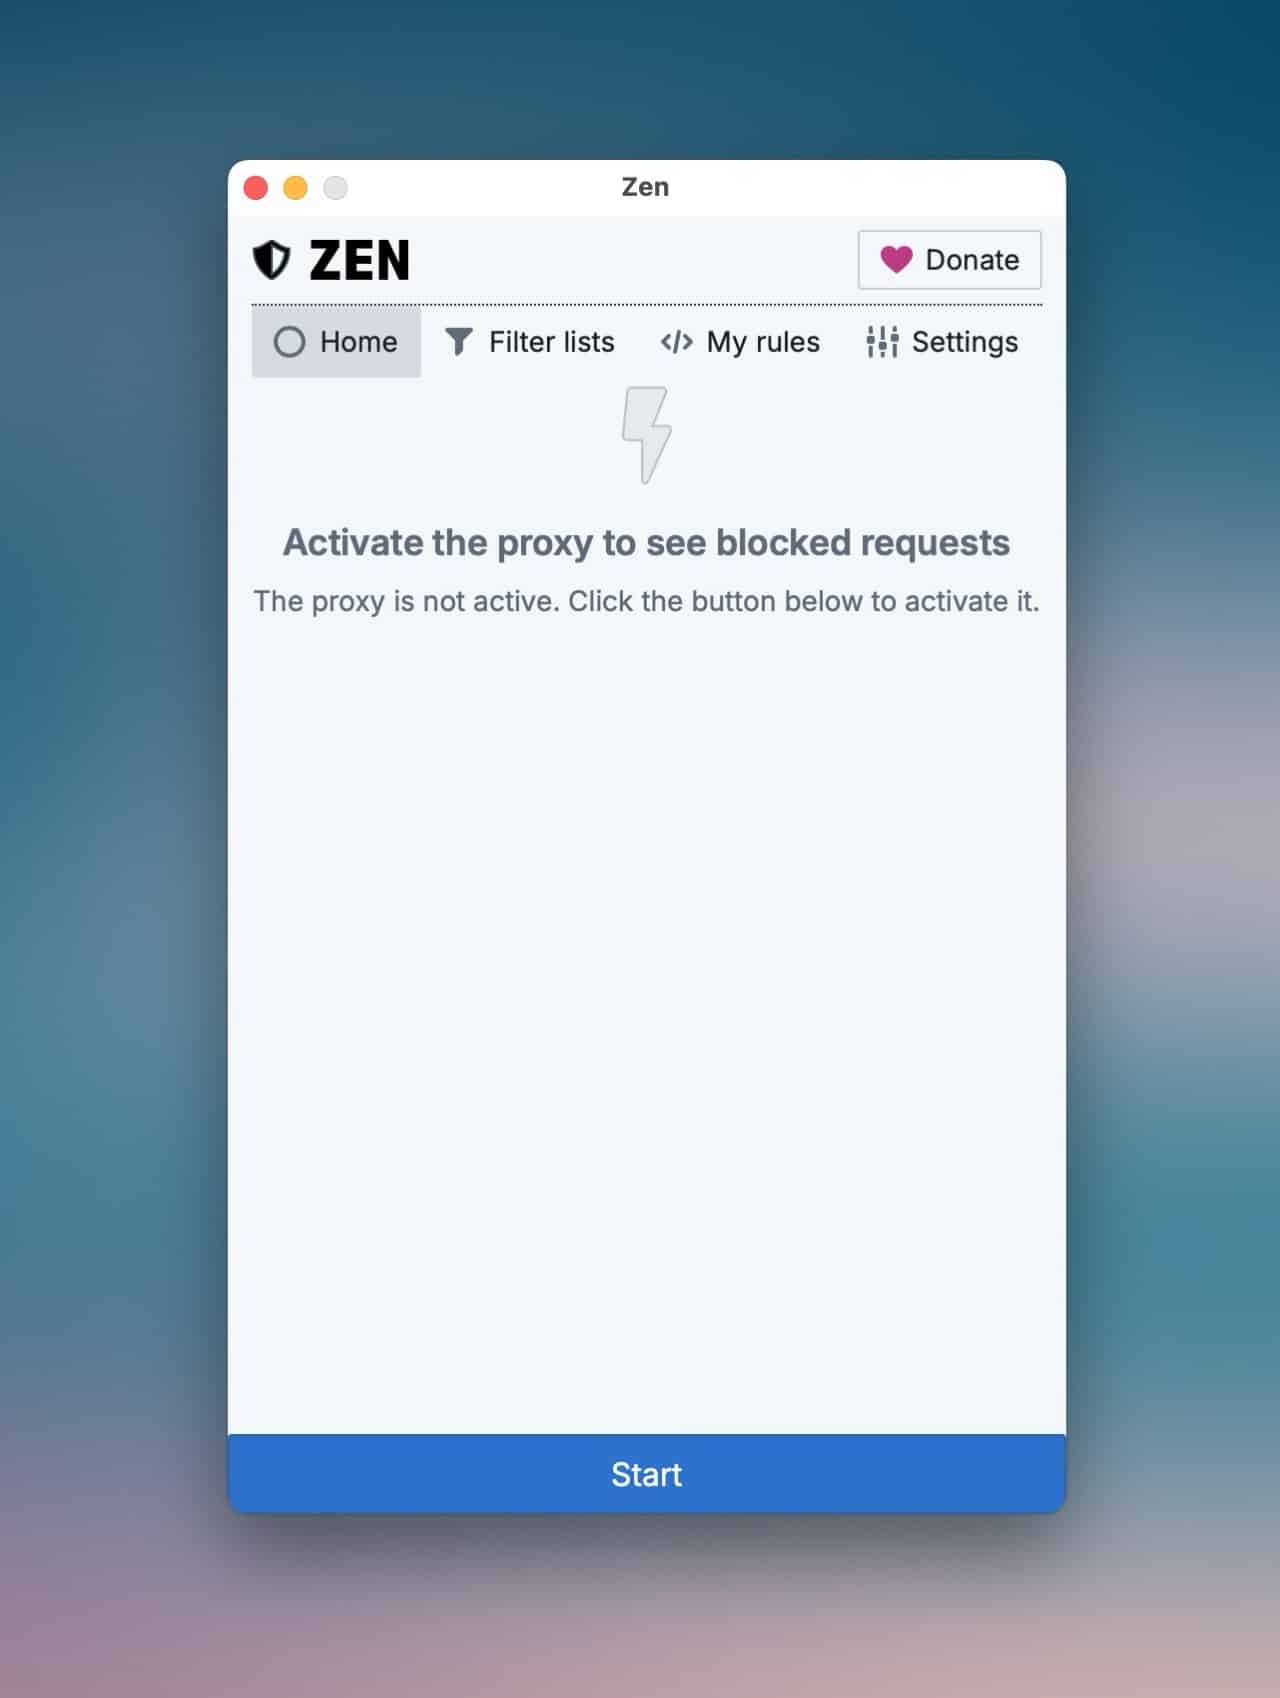 Zen
ZEN
Donate
Home Filter lists My rules Settings
Activate the proxy to see blocked requests
The proxy is not active. Click the button below to activate it.
Start